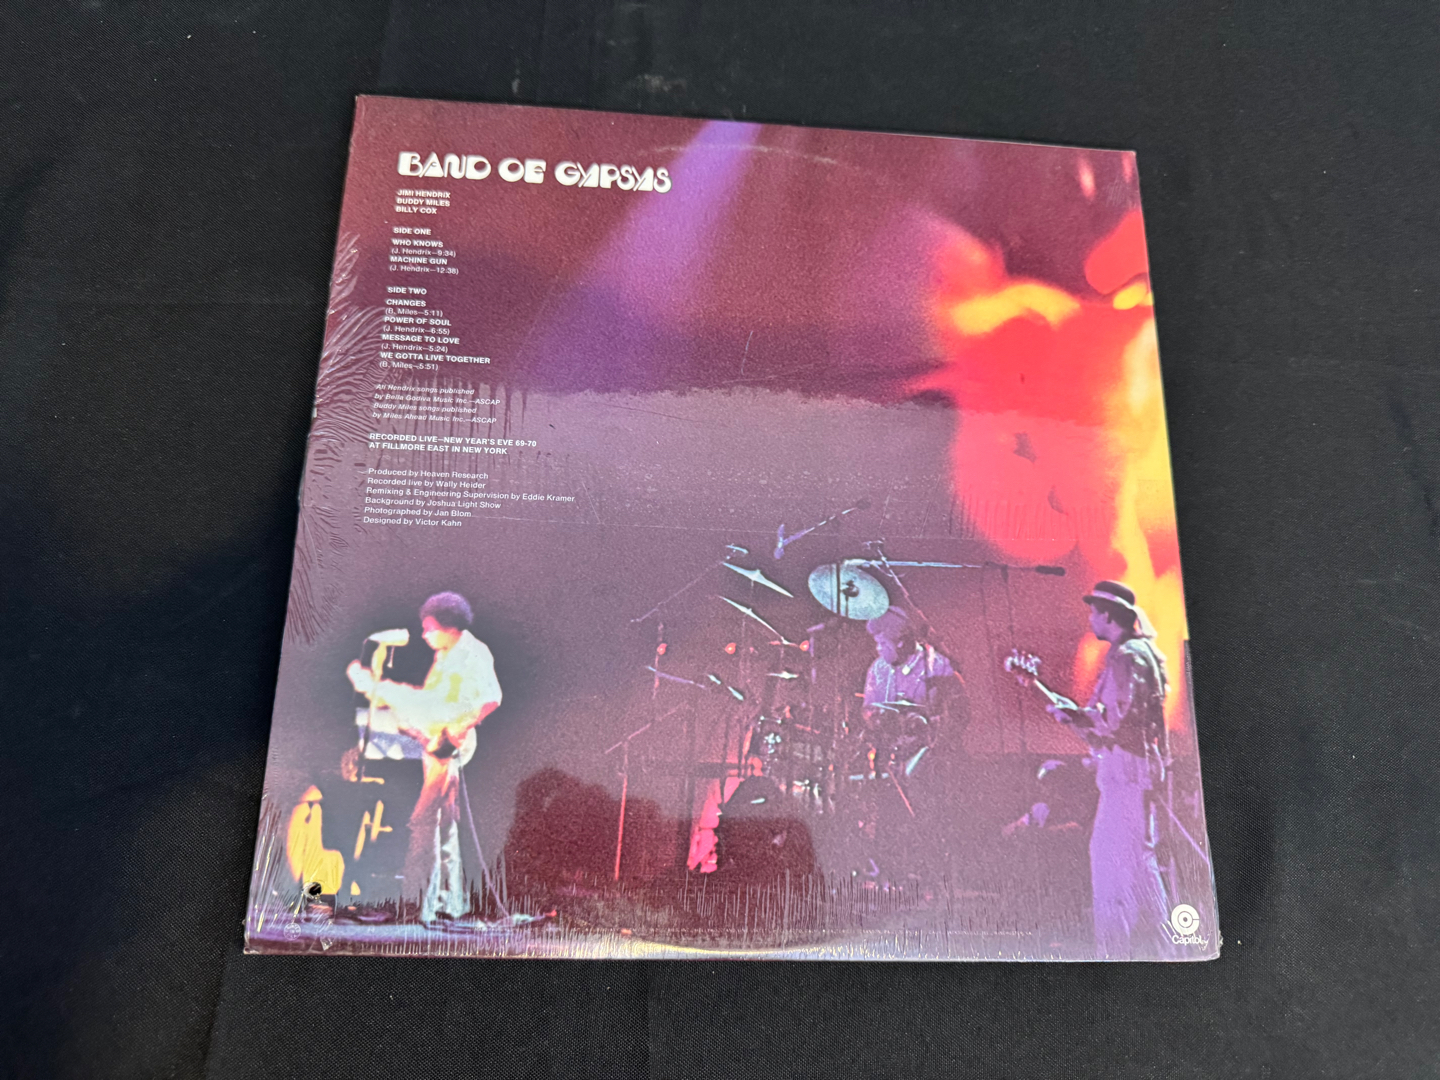 BAND OF GYPSYS
JIMI HENDRIX
BUDDY MILES
BILLY COX
SIDE ONE
WHO KNOWS
(J. Hendrix—9:34)
MACHINE GUN
(J. Hendrix—12:38)
SIDE TWO
CHANGES
(B. Miles—5:11)
POWER OF SOUL
(J. Hendrix—6:55)
MESSAGE TO LOVE
(J. Hendrix—5:24)
WE GOTTA LIVE TOGETHER
(B. Miles—5:51)
All Hendrix songs published
by Bella Godiva Music Inc.—ASCAP
Buddy Miles songs published
by Miles Ahead Music Inc.—ASCAP
RECORDED LIVE—NEW YEAR'S EVE 69-70
AT FILLMORE EAST IN NEW YORK
Produced by Heaven Research
Recorded live by Wally Heider
Remixing & Engineering Supervision by Eddie Kramer
Background by Joshua Light Show
Photographed by Jan Blom
Designed by Victor Kahn
Capitol